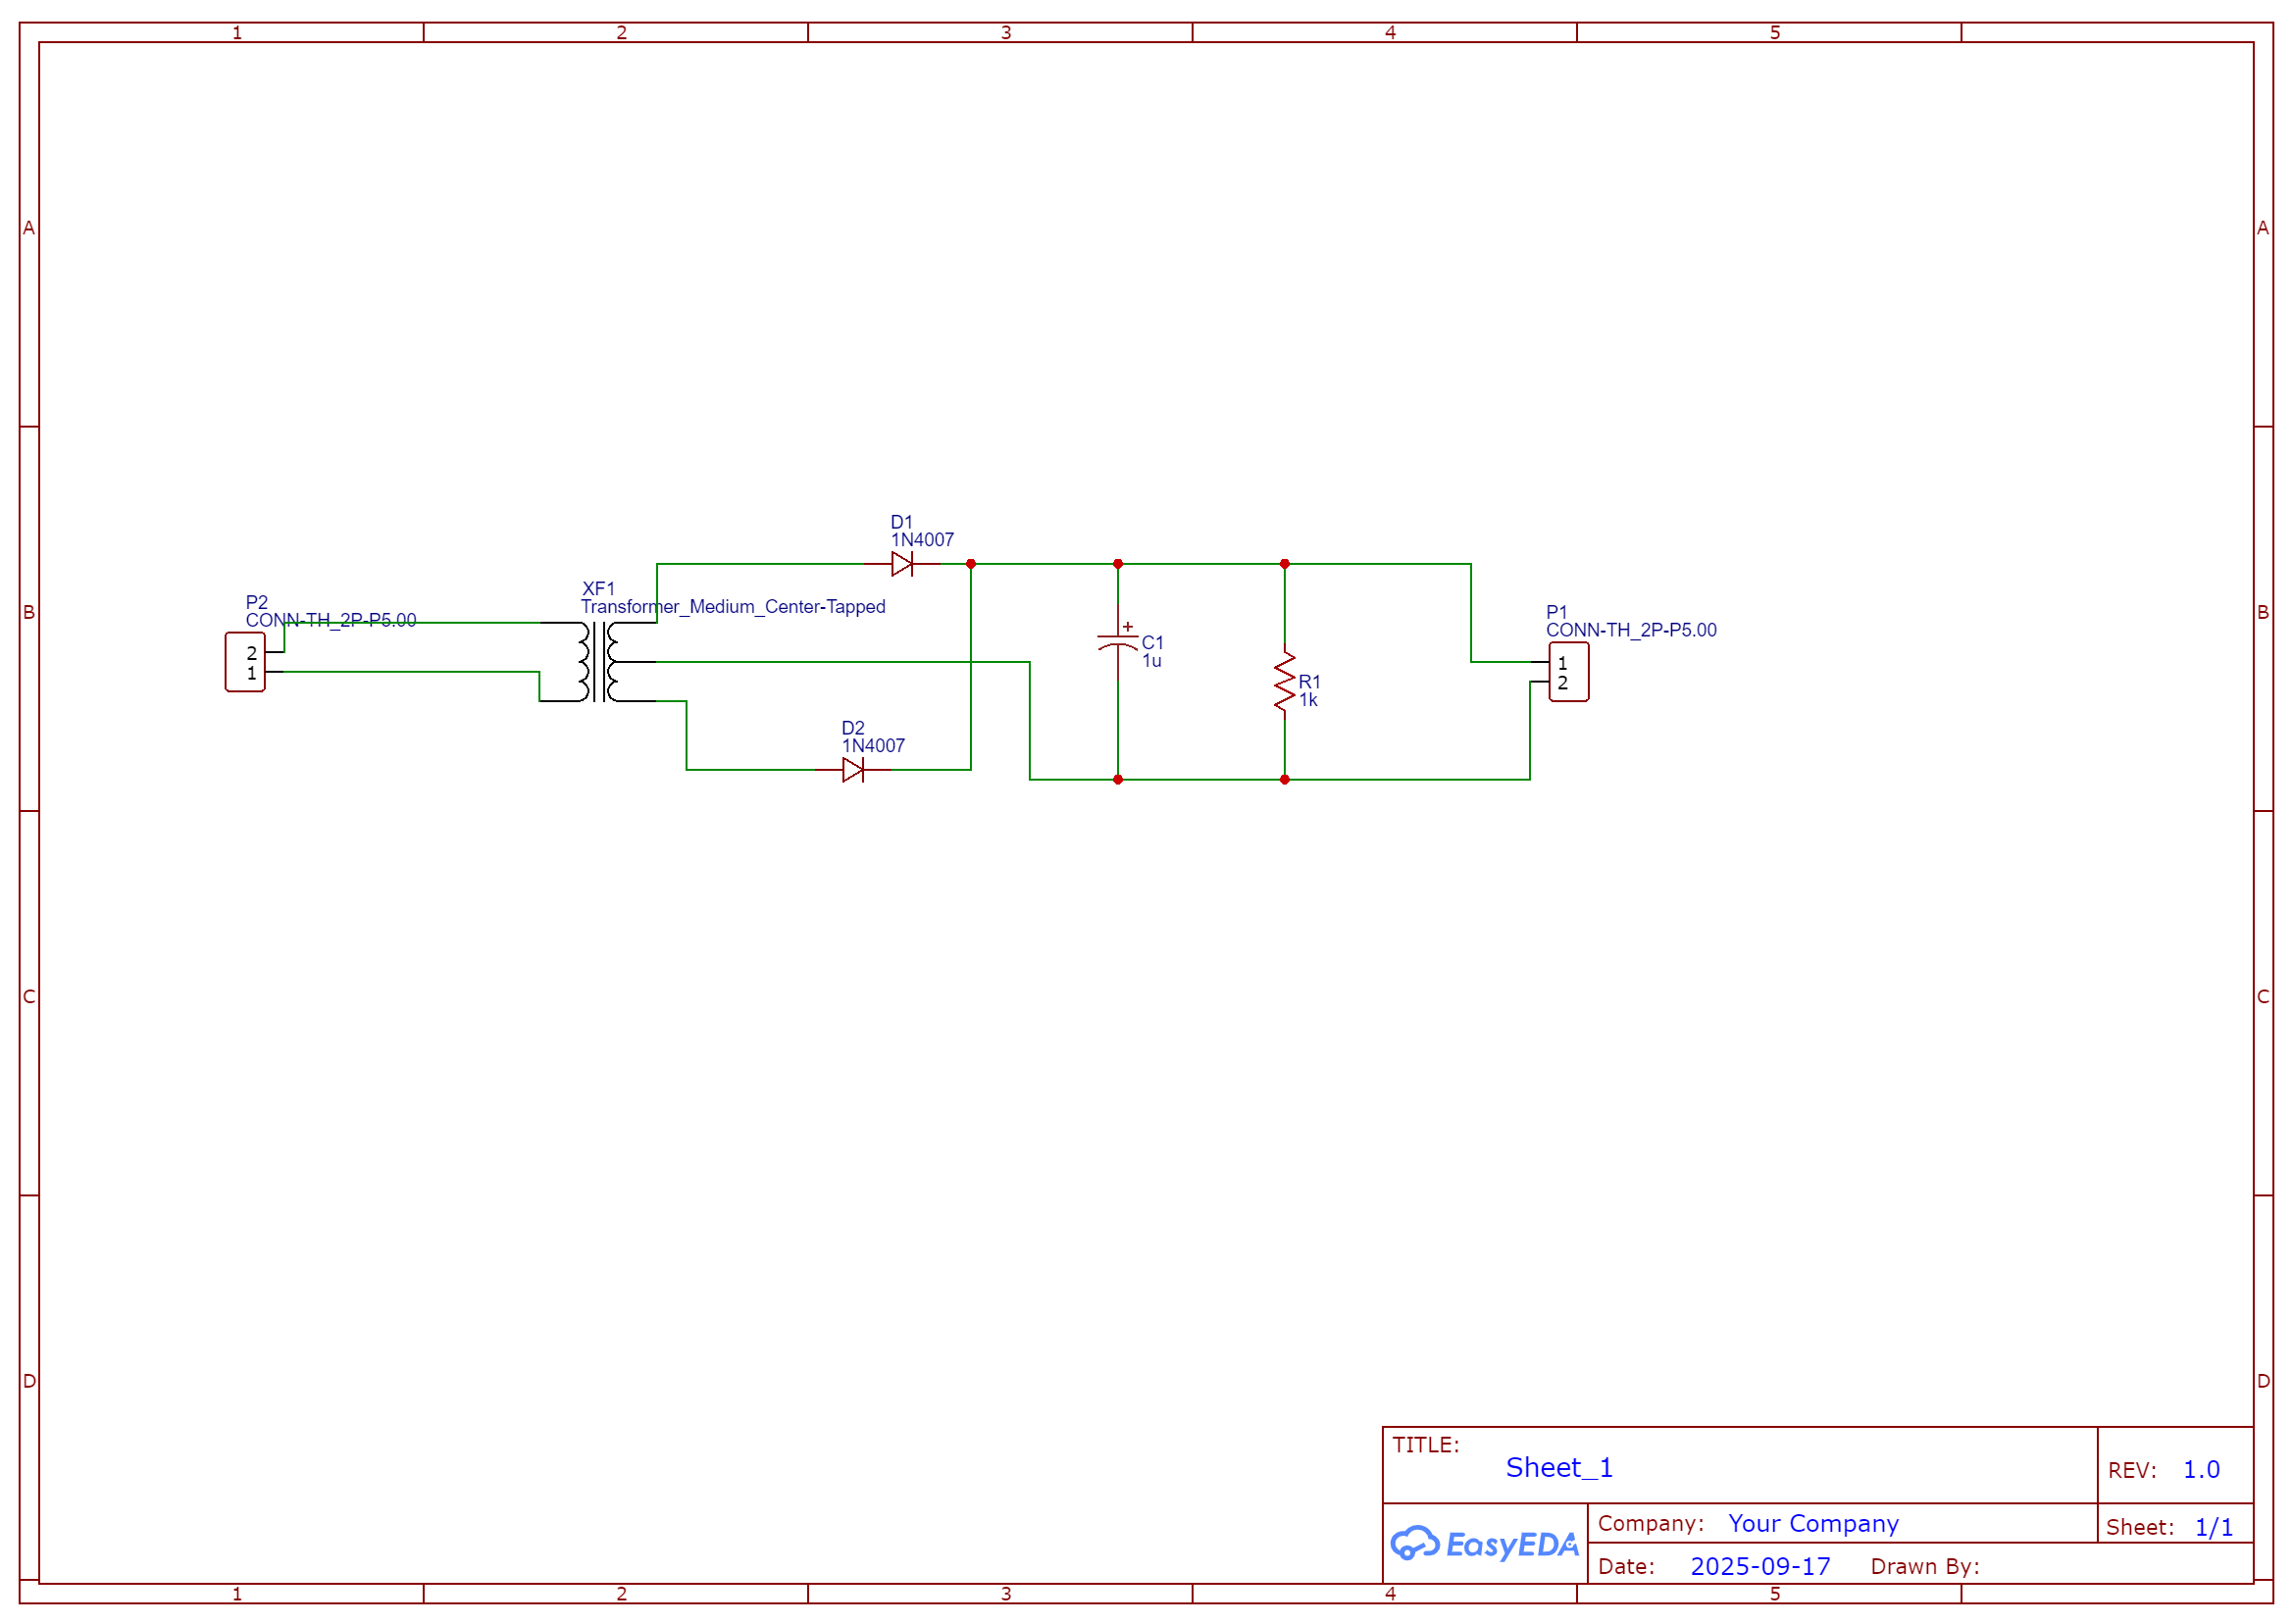 1 2 3 4 5
A A
D1
1N4007
XF1
Transformer_Medium_Center-Tapped
P2
CONN-TH_2P-P5.00
B B
P1
CONN-TH_2P-P5.00
+
C1
1u
2
1
1
2
R1
1k
D2
1N4007
C C
D D
TITLE:
Sheet_1
REV: 1.0
EasyEDA
Company: Your Company
Sheet: 1/1
Date: 2025-09-17 Drawn By:
1 2 3 4 5